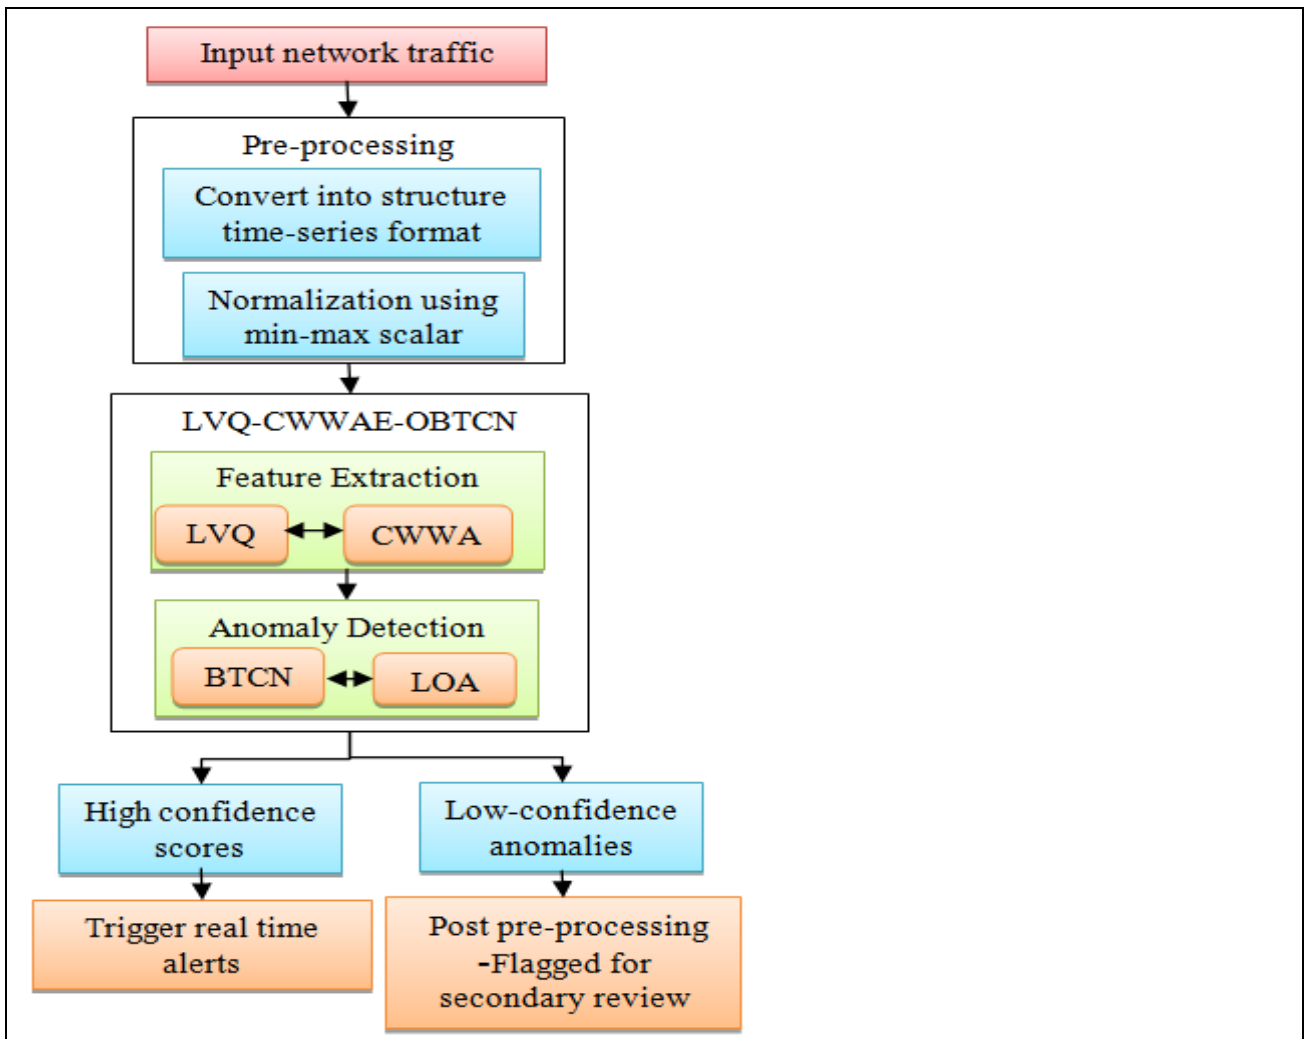 Input network traffic
Pre-processing
Convert into structure
time-series format
Normalization using
min-max scalar
LVQ-CWWAE-OBTCN
Feature Extraction
LVQ
CWWA
Anomaly Detection
BTCN
LOA
High confidence
scores
Low-confidence
anomalies
Trigger real time
alerts
Post pre-processing
-Flagged for
secondary review